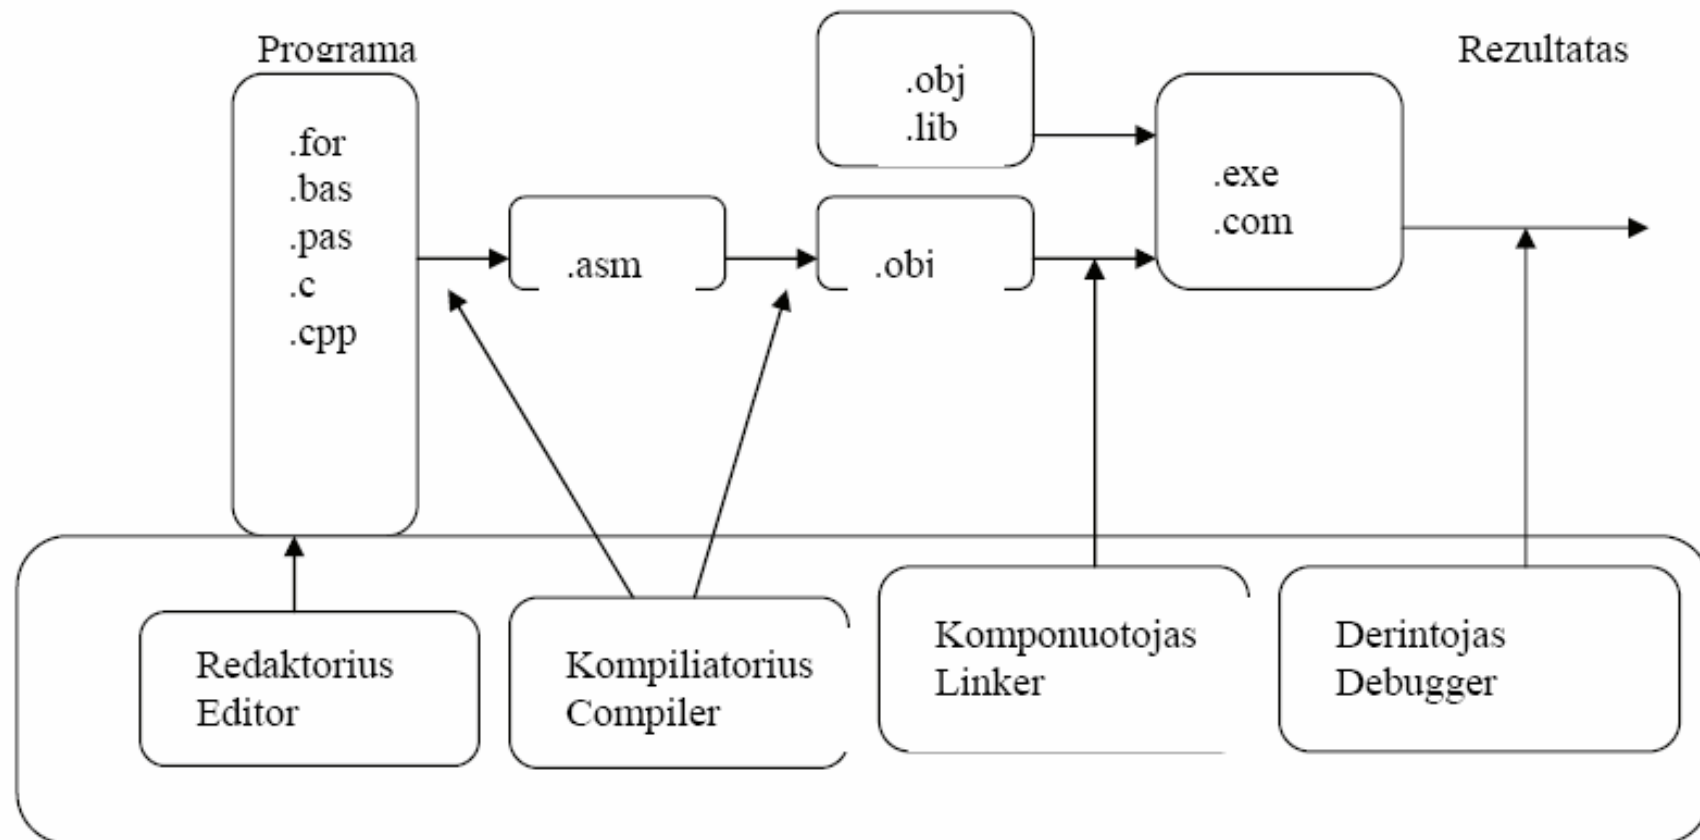 Programa
.for
.bas
.pas
.c
.cpp
.asm
.obj
.lib
.obi
.exe
.com
Rezultatas
Redaktorius
Editor
Kompiliatorius
Compiler
Komponuotojas
Linker
Derintojas
Debugger